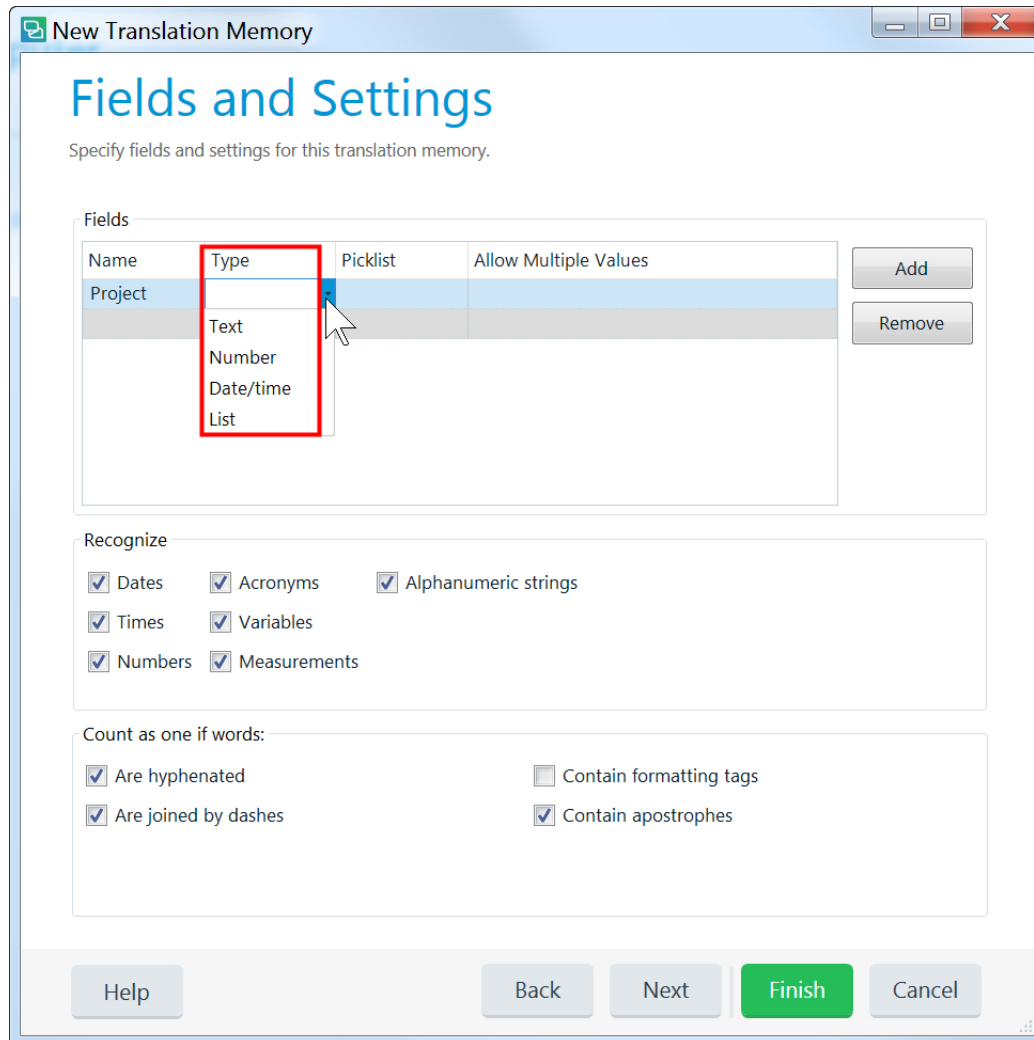 New Translation Memory
Fields and Settings
Specify fields and settings for this translation memory.
Fields
Name Type Picklist Allow Multiple Values
Add
Project
Remove
Text
Number
Date/time
List
Recognize
Dates Acronyms Alphanumeric strings
Times Variables
Numbers Measurements
Count as one if words:
Are hyphenated Contain formatting tags
Are joined by dashes Contain apostrophes
Help Back Next Finish Cancel